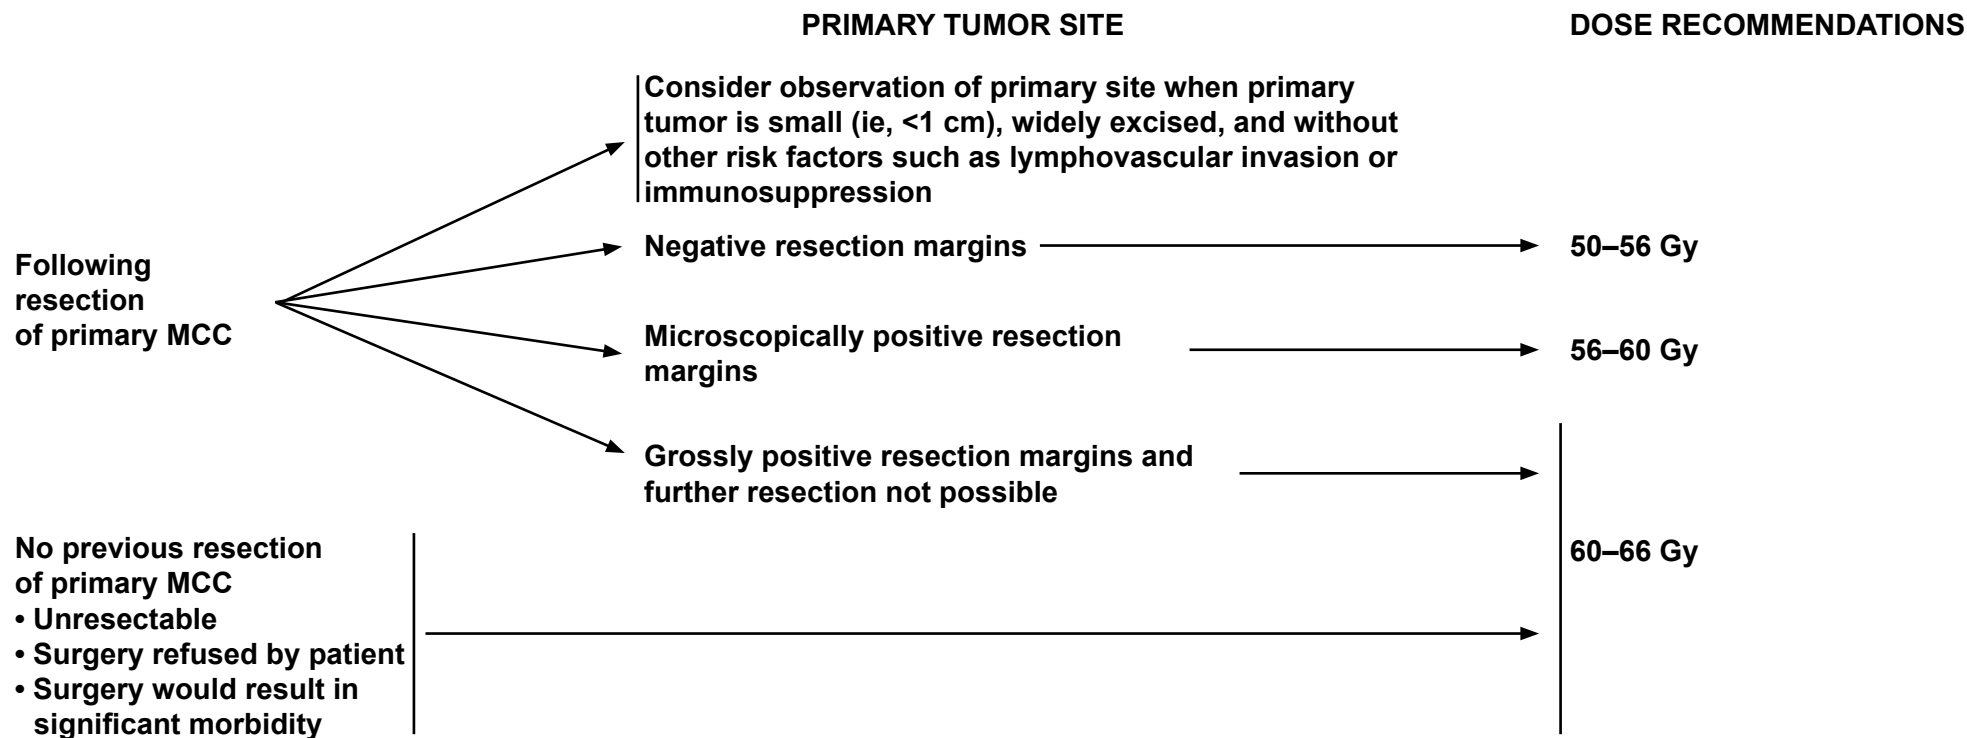 PRIMARY TUMOR SITE
DOSE RECOMMENDATIONS
Consider observation of primary site when primary
tumor is small (ie, <1 cm), widely excised, and without
other risk factors such as lymphovascular invasion or
immunosuppression
Following
resection
of primary MCC
Negative resection margins
50–56 Gy
Microscopically positive resection
margins
56–60 Gy
Grossly positive resection margins and
further resection not possible
No previous resection
of primary MCC
• Unresectable
• Surgery refused by patient
• Surgery would result in
significant morbidity
60–66 Gy